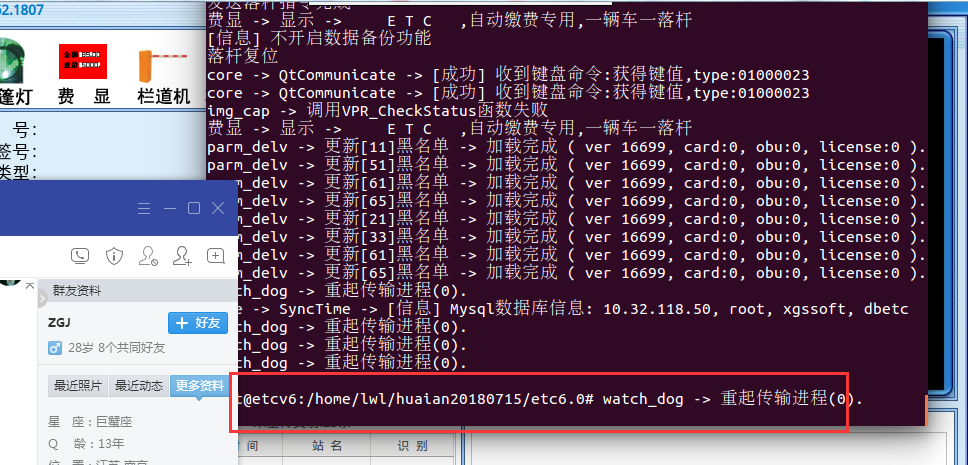 62.1807
发送落杆指令完成
费显 -> 显示 -> E T C ,自动缴费专用,一辆车一落杆
[信息] 不开启数据备份功能
落杆复位
core -> QtCommunicate -> [成功] 收到键盘命令:获得键值,type:01000023
core -> QtCommunicate -> [成功] 收到键盘命令:获得键值,type:01000023
img_cap -> 调用VPR_CheckStatus函数失败
费显 -> 显示 -> E T C ,自动缴费专用,一辆车一落杆
parm_delv -> 更新[11]黑名单 -> 加载完成 ( ver 16699, card:0, obu:0, license:0 ).
parm_delv -> 更新[51]黑名单 -> 加载完成 ( ver 16699, card:0, obu:0, license:0 ).
m_delv -> 更新[61]黑名单 -> 加载完成 ( ver 16699, card:0, obu:0, license:0 ).
m_delv -> 更新[65]黑名单 -> 加载完成 ( ver 16699, card:0, obu:0, license:0 ).
m_delv -> 更新[21]黑名单 -> 加载完成 ( ver 16699, card:0, obu:0, license:0 ).
m_delv -> 更新[33]黑名单 -> 加载完成 ( ver 16699, card:0, obu:0, license:0 ).
m_delv -> 更新[61]黑名单 -> 加载完成 ( ver 16699, card:0, obu:0, license:0 ).
m_delv -> 更新[65]黑名单 -> 加载完成 ( ver 16699, card:0, obu:0, license:0 ).
ch_dog -> 重起传输进程(0).
e -> SyncTime -> [信息] Mysql数据库信息: 10.32.118.50, root, xgssoft, dbetc
ch_dog -> 重起传输进程(0).
ch_dog -> 重起传输进程(0).
ch_dog -> 重起传输进程(0).
c@etcv6:/home/lwl/huaian20180715/etc6.0# watch_dog -> 重起传输进程(0).
篷灯 费 显 栏道机
号:
签号:
类型:
群友资料
ZGJ
+ 好友
28岁 8个共同好友
最近照片 最近动态 更多资料
星 座:巨蟹座
Q 龄:13年
位 置:江苏 南京
时 间 站 名 识 别